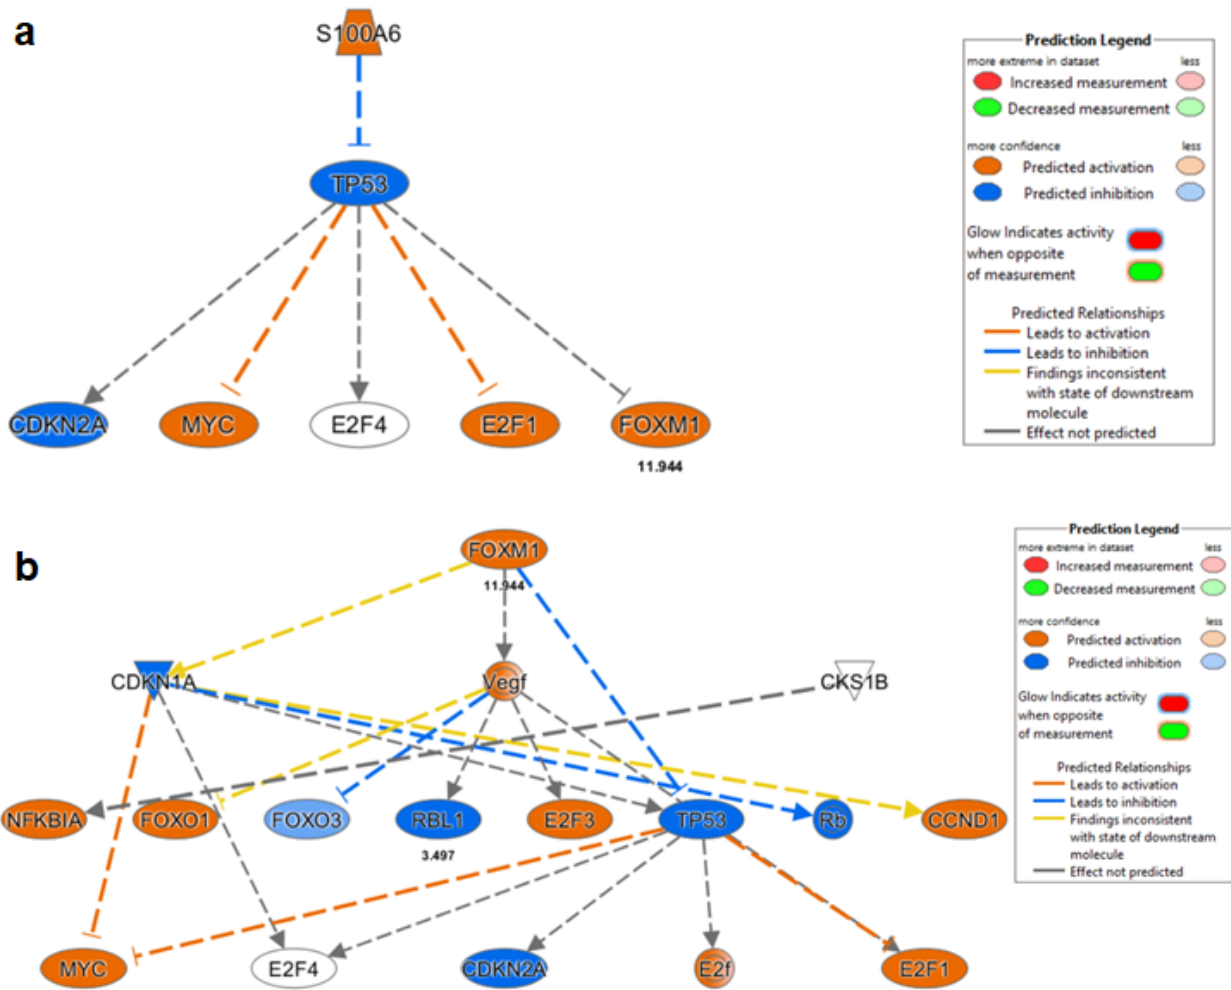 a
S100A6
TP53
CDKN2A
MYC
E2F4
E2F1
FOXM1
11.944
Prediction Legend
more extreme in dataset less
Increased measurement
Decreased measurement
more confidence less
Predicted activation
Predicted inhibition
Glow Indicates activity
when opposite
of measurement
Predicted Relationships
Leads to activation
Leads to inhibition
Findings inconsistent
with state of downstream
molecule
Effect not predicted
b
FOXM1
11.944
CDKN1A
Vegf
CKS1B
NFKBIA
FOXO1
FOXO3
RBL1
E2F3
TP53
Rb
CCND1
3.497
MYC
E2F4
CDKN2A
E2f
E2F1
Prediction Legend
more extreme in dataset less
Increased measurement
Decreased measurement
more confidence less
Predicted activation
Predicted inhibition
Glow Indicates activity
when opposite
of measurement
Predicted Relationships
Leads to activation
Leads to inhibition
Findings inconsistent
with state of downstream
molecule
Effect not predicted